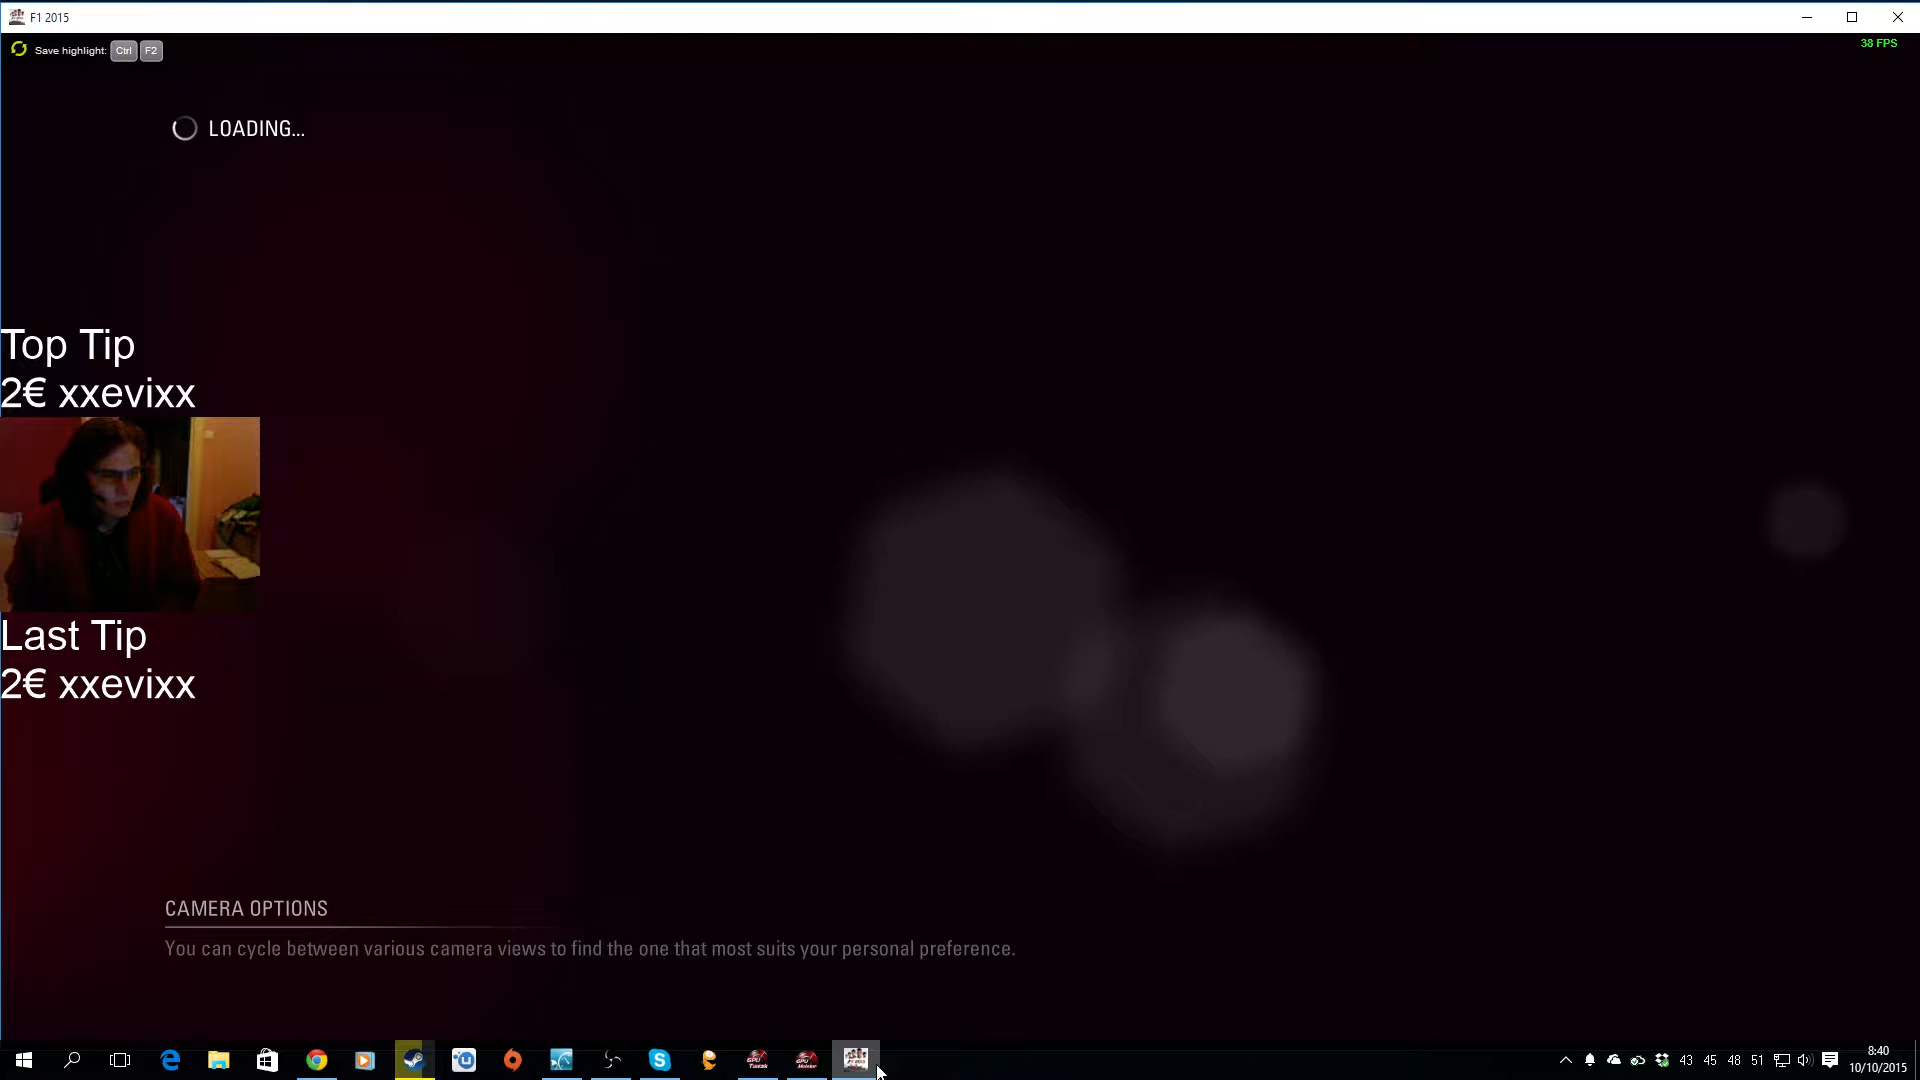 F1 2015
Save highlight: Ctrl F2
38 FPS
LOADING...
Top Tip
2€ xxevixx
Last Tip
2€ xxevixx
CAMERA OPTIONS
You can cycle between various camera views to find the one that most suits your personal preference.
GPU Tweak
43 45 48 51
8:40
10/10/2015